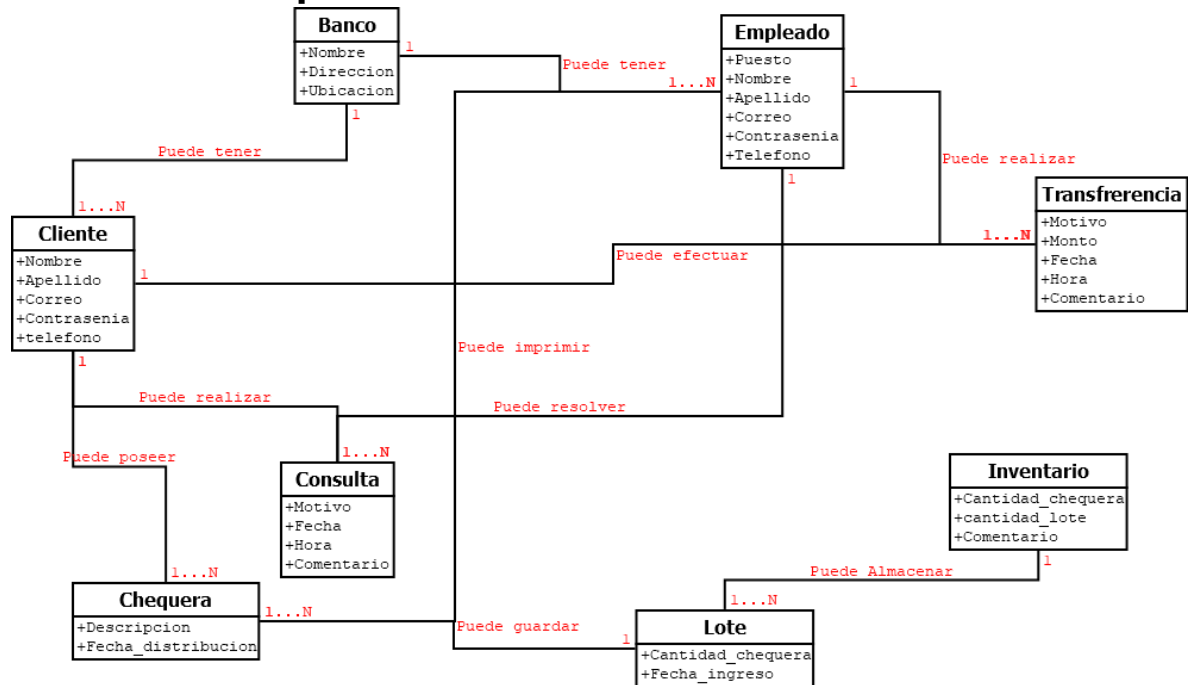 Banco
+Nombre
+Direccion
+Ubicacion
1
1
Puede tener
Empleado
+Puesto
+Nombre
+Apellido
+Correo
+Contrasenia
+Telefono
1...N
1
1
Puede realizar
Transfrerencia
+Motivo
+Monto
+Fecha
+Hora
+Comentario
1...N
Puede tener
1...N
Cliente
+Nombre
+Apellido
+Correo
+Contrasenia
+telefono
1
1
Puede efectuar
Puede imprimir
Puede realizar
Puede resolver
1...N
Puede poseer
Consulta
+Motivo
+Fecha
+Hora
+Comentario
Inventario
+Cantidad_chequera
+cantidad_lote
+Comentario
1
Puede Almacenar
1...N
1...N
Chequera
+Descripcion
+Fecha_distribucion
1...N
Puede guardar
1
Lote
+Cantidad_chequera
+Fecha_ingreso